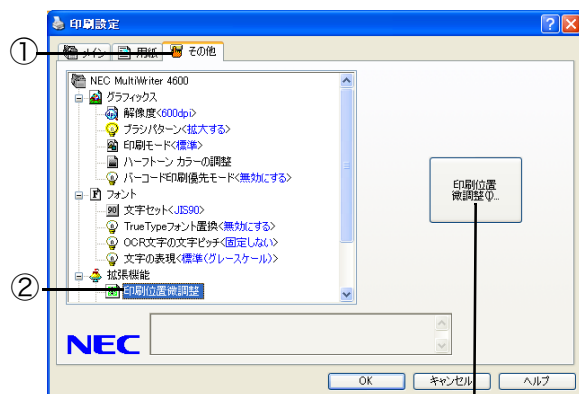 印刷設定
① メイン 用紙 その他
NEC MultiWriter 4600
グラフィックス
解像度<600dpi>
ブラシパターン<拡大する>
印刷モード<標準>
ハーフトーン カラーの調整
バーコード印刷優先モード<無効にする>
フォント
文字セット<JIS90>
TrueTypeフォント置換<無効にする>
OCR文字の文字ピッチ<固定しない>
文字の表現<標準(グレースケール)>
拡張機能
② 印刷位置微調整
印刷位置
微調整(I)...
NEC
OK キャンセル ヘルプ